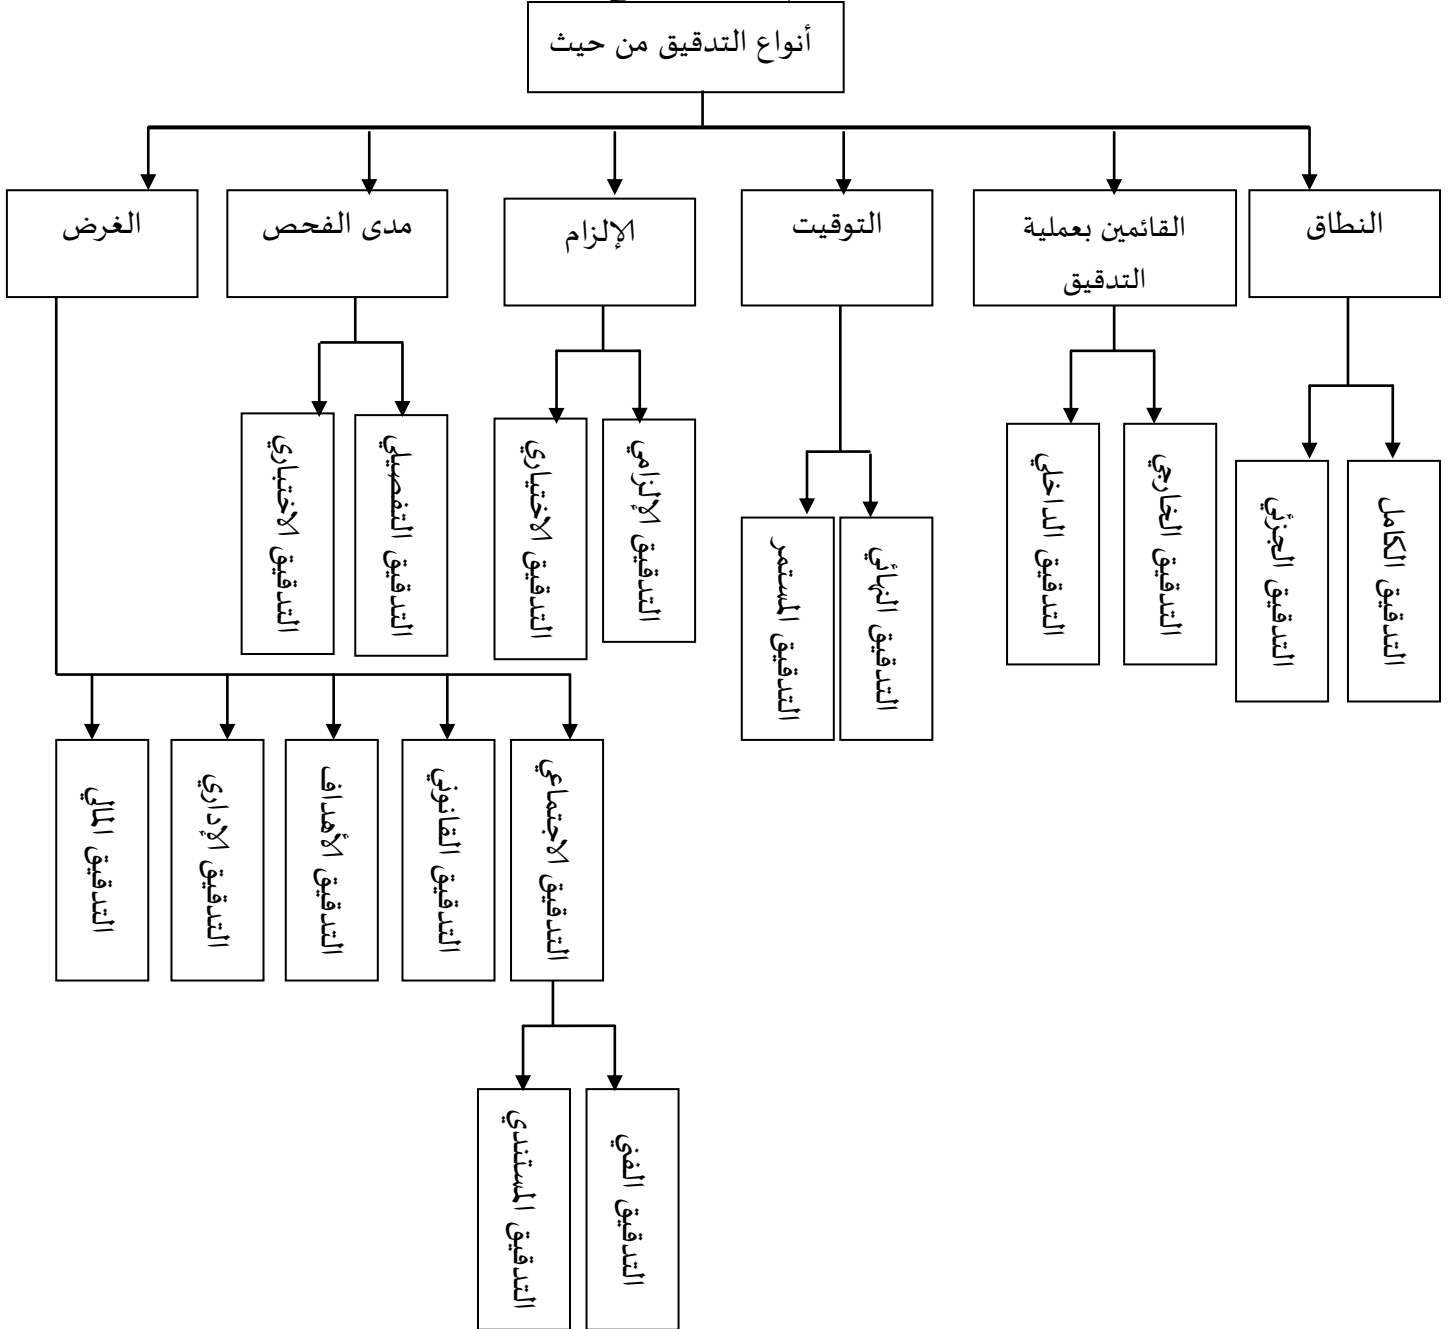 أنواع التدقيق من حيث
النطاق
القائمين بعملية
التدقيق
التوقيت
الإلزام
مدى الفحص
الغرض
التدقيق الكامل
التدقيق الجزئي
التدقيق الخارجي
التدقيق الداخلي
التدقيق النهائي
التدقيق المستمر
التدقيق الإلزامي
التدقيق الاختياري
التدقيق التفصيلي
التدقيق الاختباري
التدقيق الاجتماعي
التدقيق القانوني
التدقيق الأهداف
التدقيق الإداري
التدقيق المالي
التدقيق الفني
التدقيق المستندي